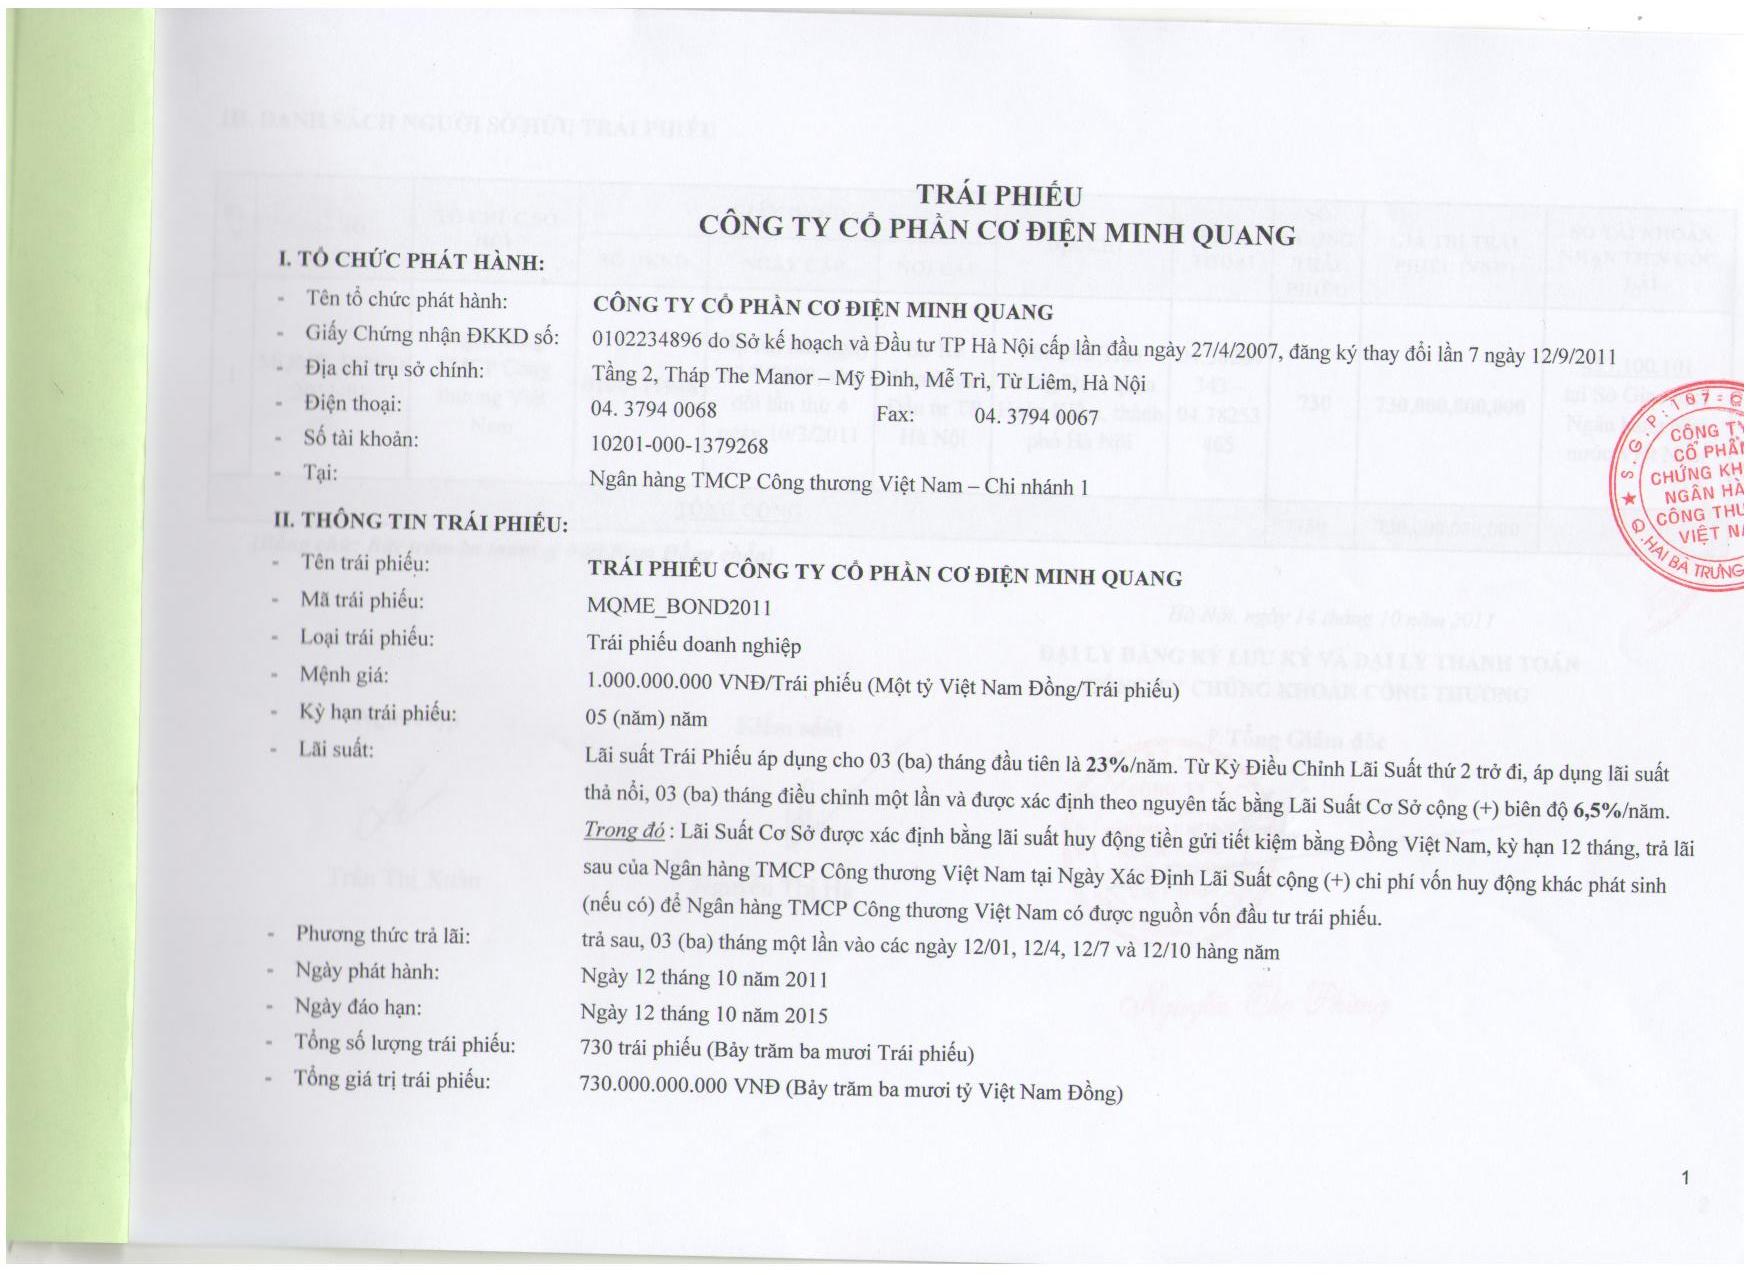 TRÁI PHIẾU
CÔNG TY CỔ PHẦN CƠ ĐIỆN MINH QUANG
I. TỔ CHỨC PHÁT HÀNH:
- Tên tổ chức phát hành: CÔNG TY CỔ PHẦN CƠ ĐIỆN MINH QUANG
- Giấy Chứng nhận ĐKKD số: 0102234896 do Sở kế hoạch và Đầu tư TP Hà Nội cấp lần đầu ngày 27/4/2007, đăng ký thay đổi lần 7 ngày 12/9/2011
- Địa chỉ trụ sở chính: Tầng 2, Tháp The Manor – Mỹ Đình, Mễ Trì, Từ Liêm, Hà Nội
- Điện thoại: 04. 3794 0068 Fax: 04. 3794 0067
- Số tài khoản: 10201-000-1379268
- Tại: Ngân hàng TMCP Công thương Việt Nam – Chi nhánh 1
II. THÔNG TIN TRÁI PHIẾU:
- Tên trái phiếu: TRÁI PHIẾU CÔNG TY CỔ PHẦN CƠ ĐIỆN MINH QUANG
- Mã trái phiếu: MQME_BOND2011
- Loại trái phiếu: Trái phiếu doanh nghiệp
- Mệnh giá: 1.000.000.000 VNĐ/Trái phiếu (Một tỷ Việt Nam Đồng/Trái phiếu)
- Kỳ hạn trái phiếu: 05 (năm) năm
- Lãi suất: Lãi suất Trái Phiếu áp dụng cho 03 (ba) tháng đầu tiên là 23%/năm. Từ Kỳ Điều Chỉnh Lãi Suất thứ 2 trở đi, áp dụng lãi suất
thả nổi, 03 (ba) tháng điều chỉnh một lần và được xác định theo nguyên tắc bằng Lãi Suất Cơ Sở cộng (+) biên độ 6,5%/năm.
Trong đó : Lãi Suất Cơ Sở được xác định bằng lãi suất huy động tiền gửi tiết kiệm bằng Đồng Việt Nam, kỳ hạn 12 tháng, trả lãi
sau của Ngân hàng TMCP Công thương Việt Nam tại Ngày Xác Định Lãi Suất cộng (+) chi phí vốn huy động khác phát sinh
(nếu có) để Ngân hàng TMCP Công thương Việt Nam có được nguồn vốn đầu tư trái phiếu.
- Phương thức trả lãi: trả sau, 03 (ba) tháng một lần vào các ngày 12/01, 12/4, 12/7 và 12/10 hàng năm
- Ngày phát hành: Ngày 12 tháng 10 năm 2011
- Ngày đáo hạn: Ngày 12 tháng 10 năm 2015
- Tổng số lượng trái phiếu: 730 trái phiếu (Bảy trăm ba mươi Trái phiếu)
- Tổng giá trị trái phiếu: 730.000.000.000 VNĐ (Bảy trăm ba mươi tỷ Việt Nam Đồng)
S.G.P:107
CÔNG TY
CỔ PHẦN
CHỨNG
NGÂN
CÔNG
VIỆT
HAI BÀ TRƯNG
1